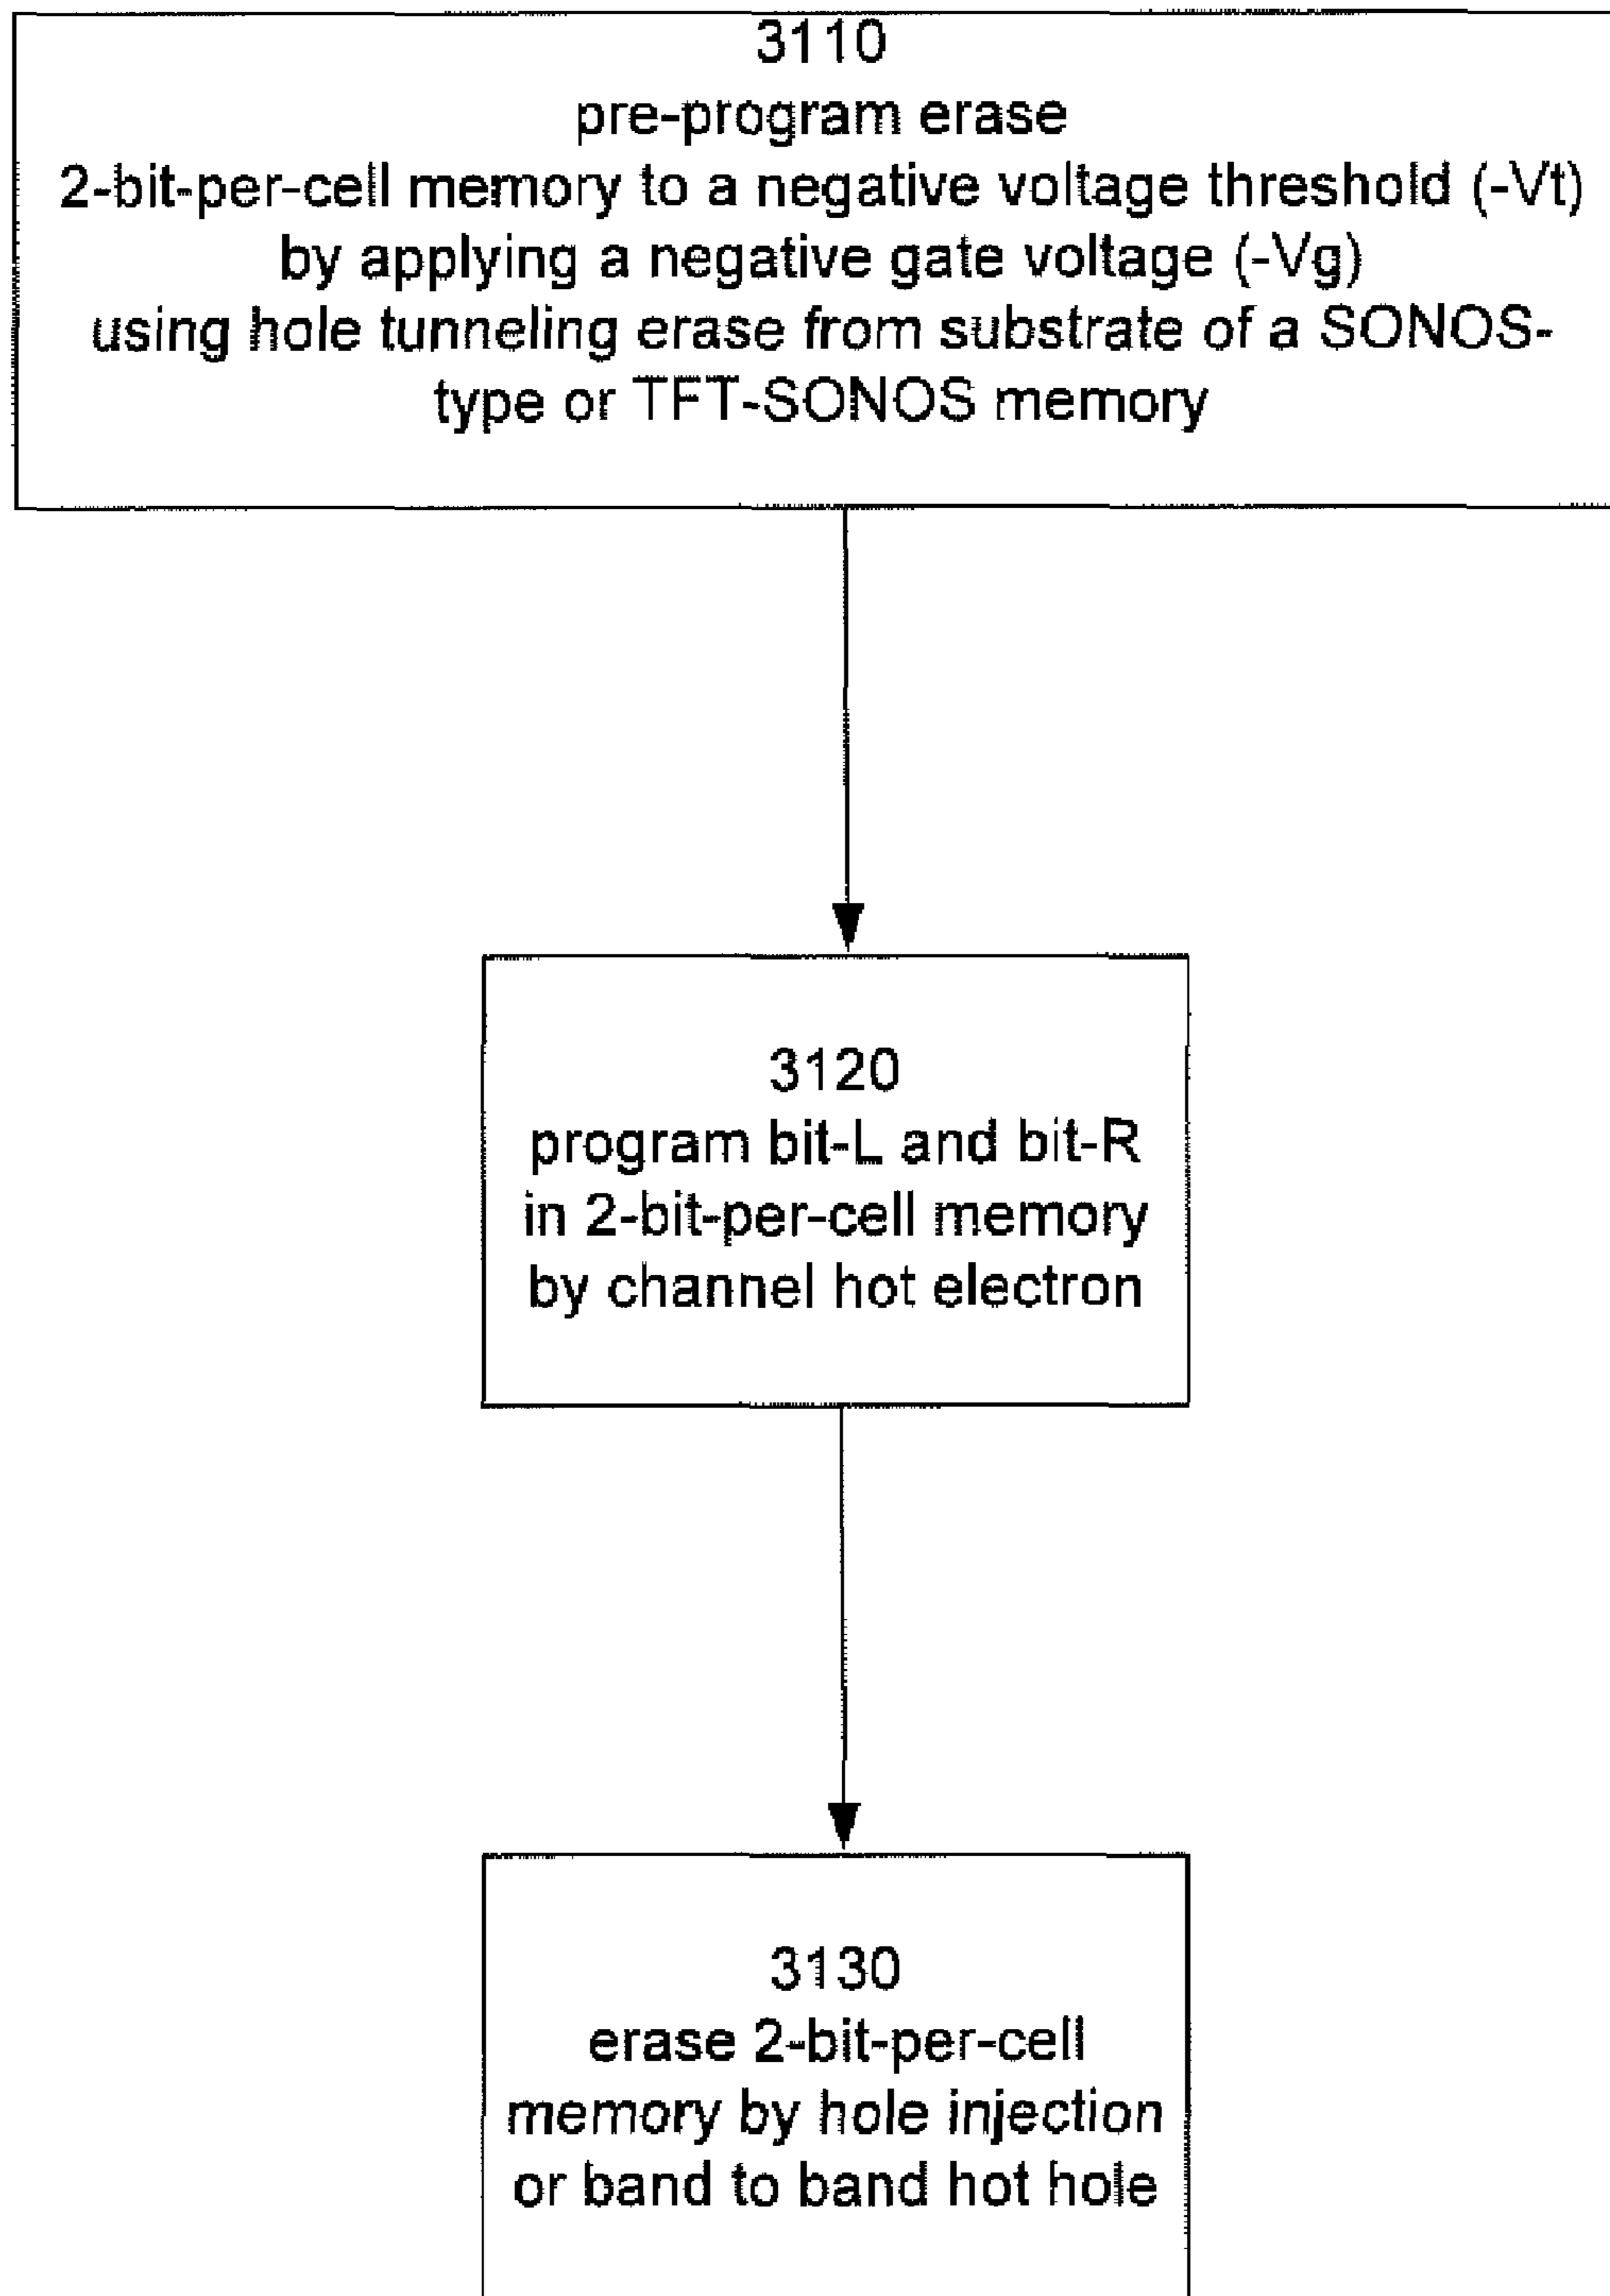 3110
pre-program erase
2-bit-per-cell memory to a negative voltage threshold (-Vt)
by applying a negative gate voltage (-Vg)
using hole tunneling erase from substrate of a SONOS-
type or TFT-SONOS memory
3120
program bit-L and bit-R
in 2-bit-per-cell memory
by channel hot electron
3130
erase 2-bit-per-cell
memory by hole injection
or band to band hot hole